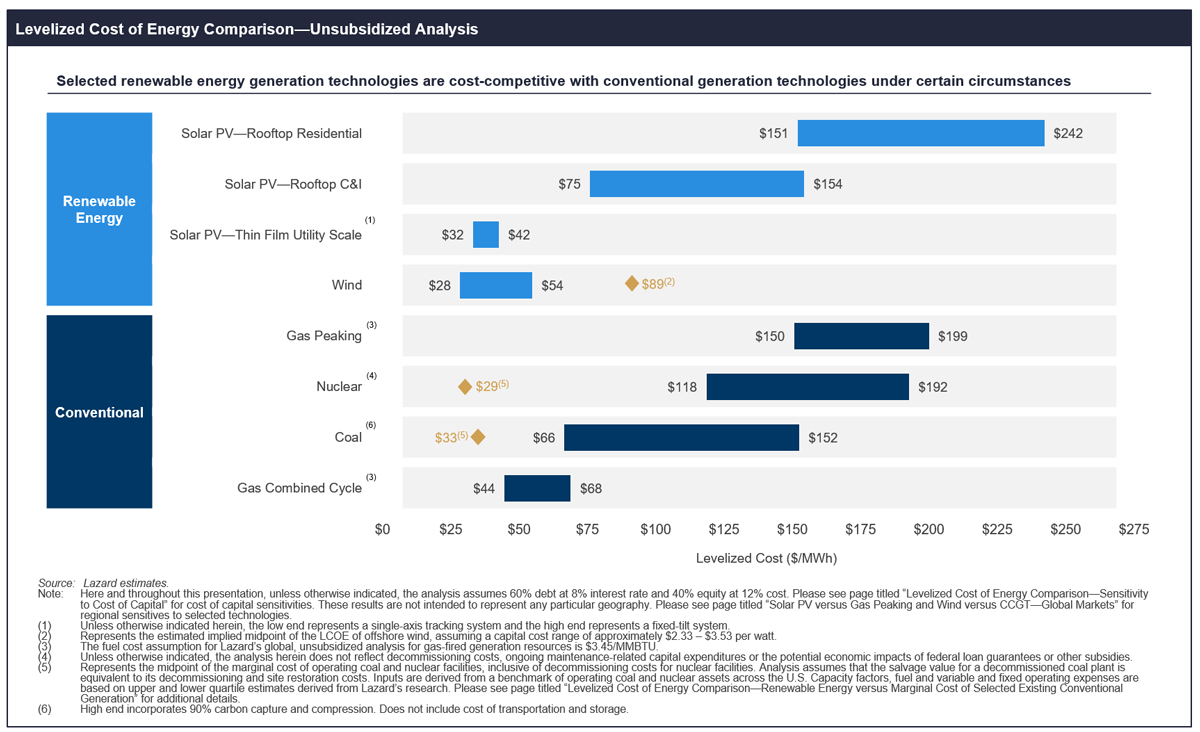 Levelized Cost of Energy Comparison—Unsubsidized Analysis
Selected renewable energy generation technologies are cost-competitive with conventional generation technologies under certain circumstances
Renewable
Energy
Solar PV—Rooftop Residential
$151
$242
Solar PV—Rooftop C&I
$75
$154
Solar PV—Thin Film Utility Scale (1)
$32
$42
Wind
$28
$54
$89(2)
Conventional
Gas Peaking (3)
$150
$199
Nuclear (4)
$29(5)
$118
$192
Coal (6)
$33(5)
$66
$152
Gas Combined Cycle (3)
$44
$68
$0 $25 $50 $75 $100 $125 $150 $175 $200 $225 $250 $275
Levelized Cost ($/MWh)
Source: Lazard estimates.
Note: Here and throughout this presentation, unless otherwise indicated, the analysis assumes 60% debt at 8% interest rate and 40% equity at 12% cost. Please see page titled “Levelized Cost of Energy Comparison—Sensitivity
to Cost of Capital” for cost of capital sensitivities. These results are not intended to represent any particular geography. Please see page titled “Solar PV versus Gas Peaking and Wind versus CCGT—Global Markets” for
regional sensitives to selected technologies.
(1) Unless otherwise indicated herein, the low end represents a single-axis tracking system and the high end represents a fixed-tilt system.
(2) Represents the estimated implied midpoint of the LCOE of offshore wind, assuming a capital cost range of approximately $2.33 – $3.53 per watt.
(3) The fuel cost assumption for Lazard’s global, unsubsidized analysis for gas-fired generation resources is $3.45/MMBTU.
(4) Unless otherwise indicated, the analysis herein does not reflect decommissioning costs, ongoing maintenance-related capital expenditures or the potential economic impacts of federal loan guarantees or other subsidies.
(5) Represents the midpoint of the marginal cost of operating coal and nuclear facilities, inclusive of decommissioning costs for nuclear facilities. Analysis assumes that the salvage value for a decommissioned coal plant is
equivalent to its decommissioning and site restoration costs. Inputs are derived from a benchmark of operating coal and nuclear assets across the U.S. Capacity factors, fuel and variable and fixed operating expenses are
based on upper and lower quartile estimates derived from Lazard’s research. Please see page titled “Levelized Cost of Energy Comparison—Renewable Energy versus Marginal Cost of Selected Existing Conventional
Generation” for additional details.
(6) High end incorporates 90% carbon capture and compression. Does not include cost of transportation and storage.